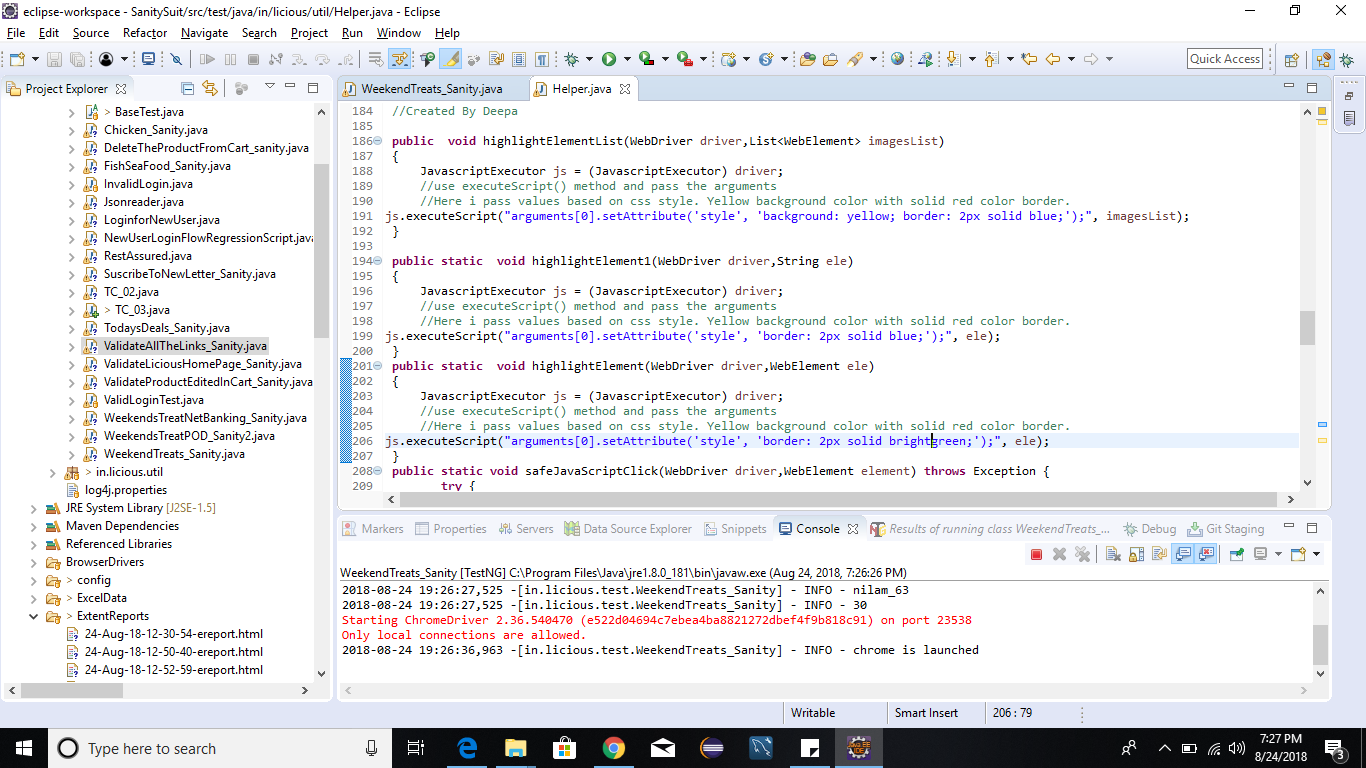 eclipse-workspace - SanitySuit/src/test/java/in/licious/util/Helper.java - Eclipse
File Edit Source Refactor Navigate Search Project Run Window Help
Quick Access
Project Explorer
> BaseTest.java
Chicken_Sanity.java
DeleteTheProductFromCart_sanity.java
FishSeaFood_Sanity.java
InvalidLogin.java
Jsonreader.java
LoginforNewUser.java
NewUserLoginFlowRegressionScript.java
RestAssured.java
SuscribeToNewLetter_Sanity.java
TC_02.java
> TC_03.java
TodaysDeals_Sanity.java
ValidateAllTheLinks_Sanity.java
ValidateLiciousHomePage_Sanity.java
ValidateProductEditedInCart_Sanity.java
ValidLoginTest.java
WeekendsTreatNetBanking_Sanity.java
WeekendsTreatPOD_Sanity2.java
WeekendTreats_Sanity.java
> in.licious.util
log4j.properties
JRE System Library [J2SE-1.5]
Maven Dependencies
Referenced Libraries
BrowserDrivers
> config
> ExcelData
> ExtentReports
24-Aug-18-12-30-54-ereport.html
24-Aug-18-12-50-40-ereport.html
24-Aug-18-12-52-59-ereport.html
WeekendTreats_Sanity.java Helper.java
184 //Created By Deepa
185
186 public  void highlightElementList(WebDriver driver,List<WebElement> imagesList)
187 {
188     JavascriptExecutor js = (JavascriptExecutor) driver;
189     //use executeScript() method and pass the arguments
190     //Here i pass values based on css style. Yellow background color with solid red color border.
191 js.executeScript("arguments[0].setAttribute('style', 'background: yellow; border: 2px solid blue;');", imagesList);
192 }
193
194 public static  void highlightElement1(WebDriver driver,String ele)
195 {
196     JavascriptExecutor js = (JavascriptExecutor) driver;
197     //use executeScript() method and pass the arguments
198     //Here i pass values based on css style. Yellow background color with solid red color border.
199 js.executeScript("arguments[0].setAttribute('style', 'border: 2px solid blue;');", ele);
200 }
201 public static  void highlightElement(WebDriver driver,WebElement ele)
202 {
203     JavascriptExecutor js = (JavascriptExecutor) driver;
204     //use executeScript() method and pass the arguments
205     //Here i pass values based on css style. Yellow background color with solid red color border.
206 js.executeScript("arguments[0].setAttribute('style', 'border: 2px solid brightgreen;');", ele);
207 }
208 public static void safeJavaScriptClick(WebDriver driver,WebElement element) throws Exception {
209        try {
Markers Properties Servers Data Source Explorer Snippets Console Results of running class WeekendTreats_... Debug Git Staging
WeekendTreats_Sanity [TestNG] C:\Program Files\Java\jre1.8.0_181\bin\javaw.exe (Aug 24, 2018, 7:26:26 PM)
2018-08-24 19:26:27,525 -[in.licious.test.WeekendTreats_Sanity] - INFO - nilam_63
2018-08-24 19:26:27,525 -[in.licious.test.WeekendTreats_Sanity] - INFO - 30
Starting ChromeDriver 2.36.540470 (e522d04694c7ebea4ba8821272dbef4f9b818c91) on port 23538
Only local connections are allowed.
2018-08-24 19:26:36,963 -[in.licious.test.WeekendTreats_Sanity] - INFO - chrome is launched
Writable Smart Insert 206 : 79
Type here to search
7:27 PM
8/24/2018
3